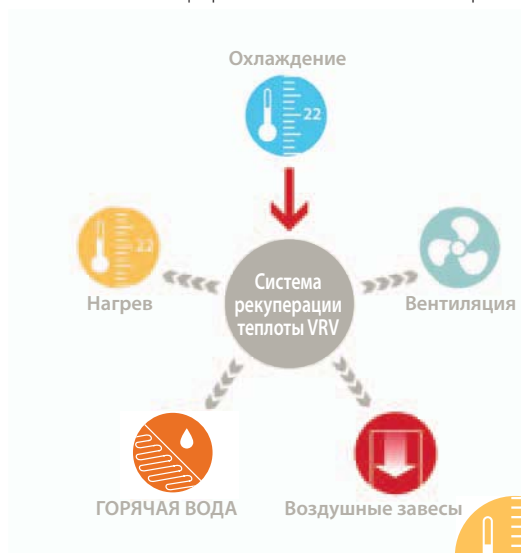 Охлаждение
22
22
Нагрев
Система
рекуперации
теплоты VRV
Вентиляция
ГОРЯЧАЯ ВОДА
Воздушные завесы